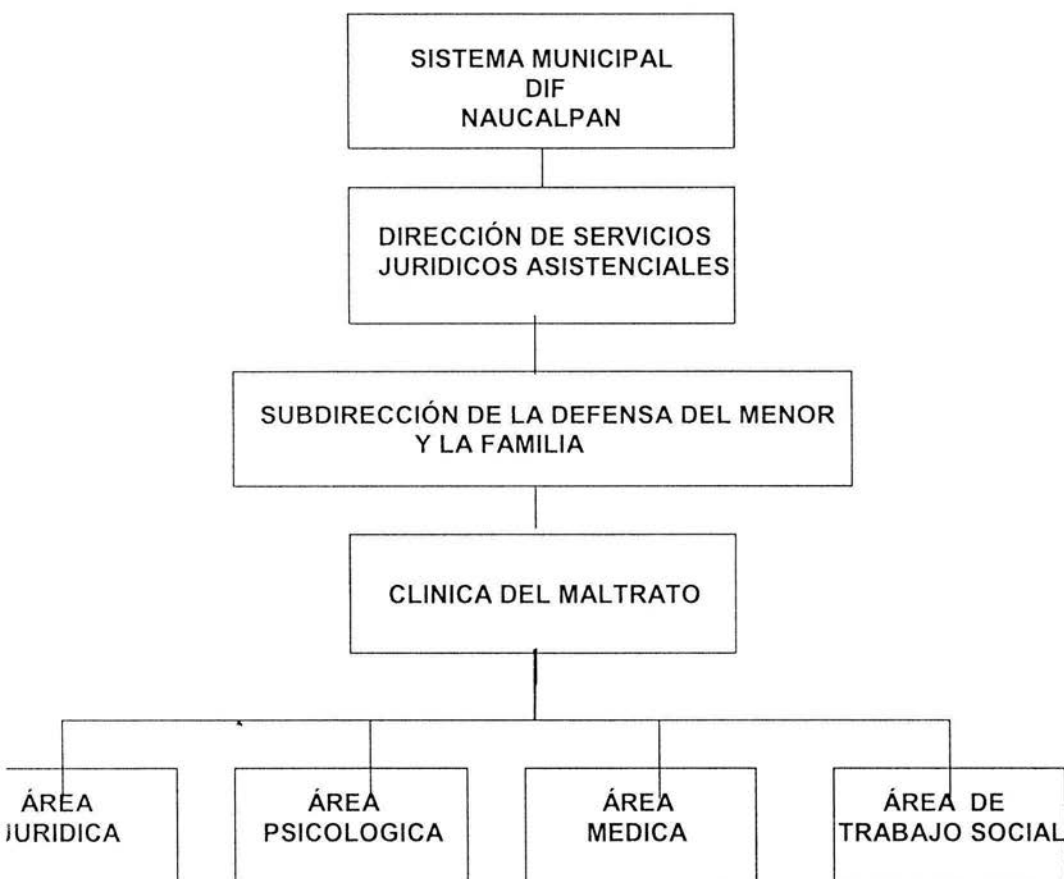 SISTEMA MUNICIPAL
DIF
NAUCALPAN
DIRECCIÓN DE SERVICIOS
JURIDICOS ASISTENCIALES
SUBDIRECCIÓN DE LA DEFENSA DEL MENOR
Y LA FAMILIA
CLINICA DEL MALTRATO
ÁREA
JURIDICA
ÁREA
PSICOLOGICA
ÁREA
MEDICA
ÁREA DE
TRABAJO SOCIAL